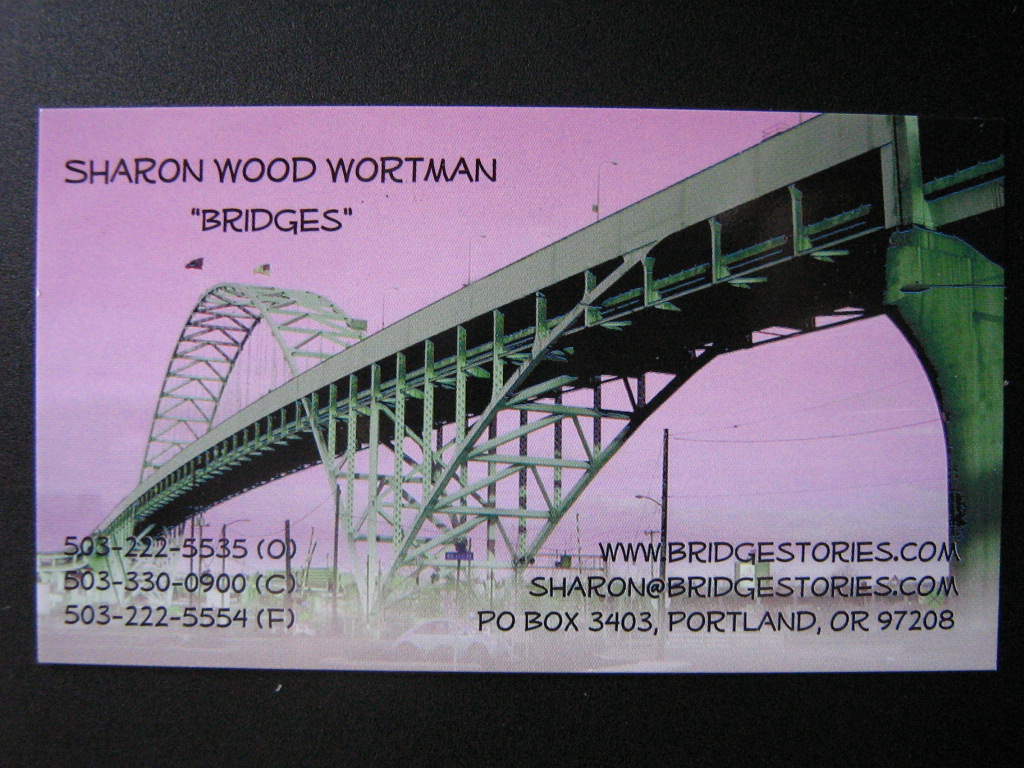 SHARON WOOD WORTMAN
"BRIDGES"
503-222-5535 (O)
503-330-0900 (C)
503-222-5554 (F)
WWW.BRIDGESTORIES.COM
SHARON@BRIDGESTORIES.COM
PO BOX 3403, PORTLAND, OR 97208